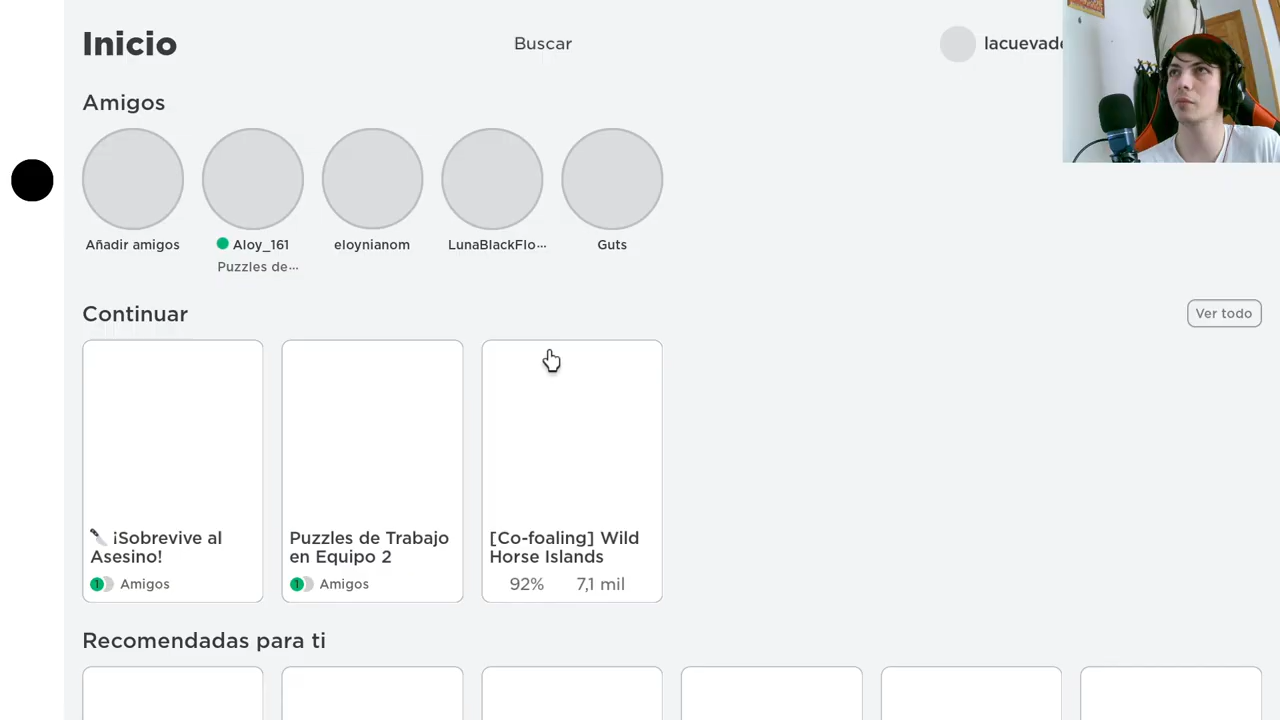 Inicio
Buscar
lacuevad
Amigos
Añadir amigos
Aloy_161
eloynianom
LunaBlackFlo...
Guts
Puzzles de...
Continuar
Ver todo
¡Sobrevive al
Asesino!
1 Amigos
Puzzles de Trabajo
en Equipo 2
1 Amigos
[Co-foaling] Wild
Horse Islands
92% 7,1 mil
Recomendadas para ti